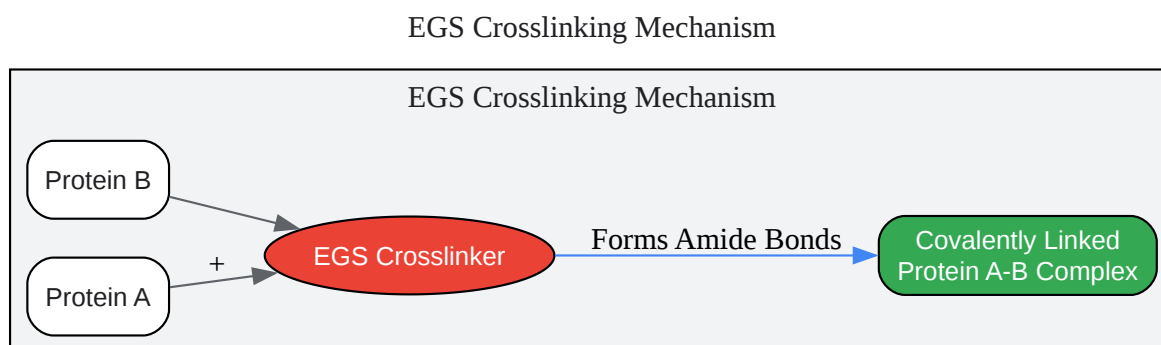 EGS Crosslinking Mechanism
EGS Crosslinking Mechanism
Protein B
Protein A
+
EGS Crosslinker
Forms Amide Bonds
Covalently Linked
Protein A-B Complex